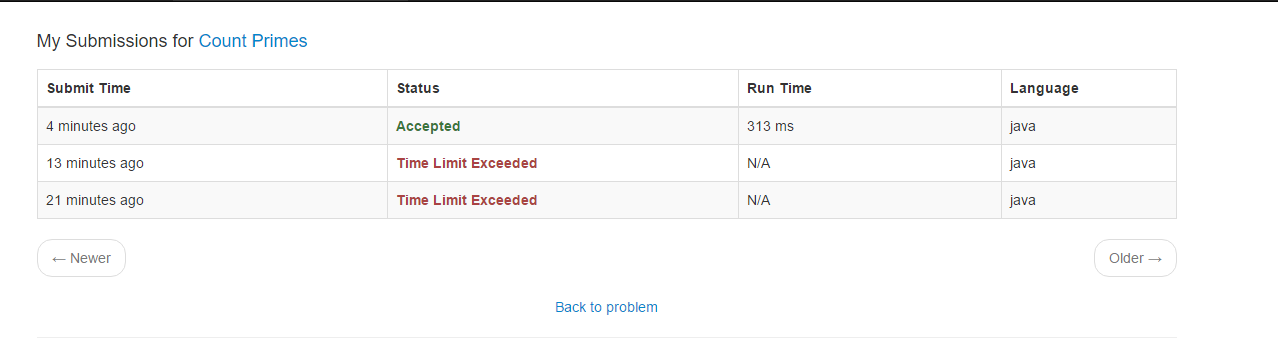 My Submissions for Count Primes
Submit Time Status Run Time Language
4 minutes ago Accepted 313 ms java
13 minutes ago Time Limit Exceeded N/A java
21 minutes ago Time Limit Exceeded N/A java
← Newer Older →
Back to problem